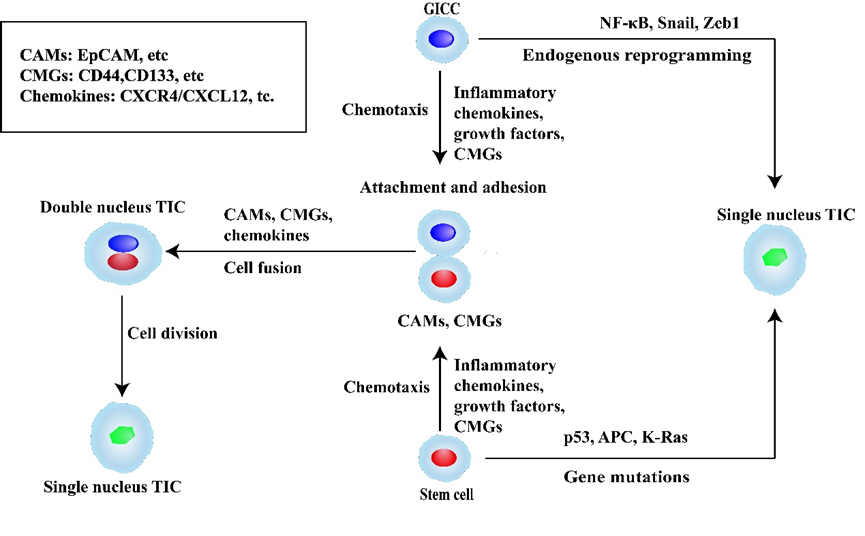 GICC
NF-κB, Snail, Zeb1
Endogenous reprogramming
CAMs: EpCAM, etc
CMGs: CD44,CD133, etc
Chemokines: CXCR4/CXCL12, tc.
Chemotaxis
Inflammatory
chemokines,
growth factors,
CMGs
Attachment and adhesion
Double nucleus TIC
CAMs, CMGs,
chemokines
Cell fusion
Single nucleus TIC
CAMs, CMGs
Cell division
Chemotaxis
Inflammatory
chemokines,
growth factors,
CMGs
p53, APC, K-Ras
Gene mutations
Single nucleus TIC
Stem cell